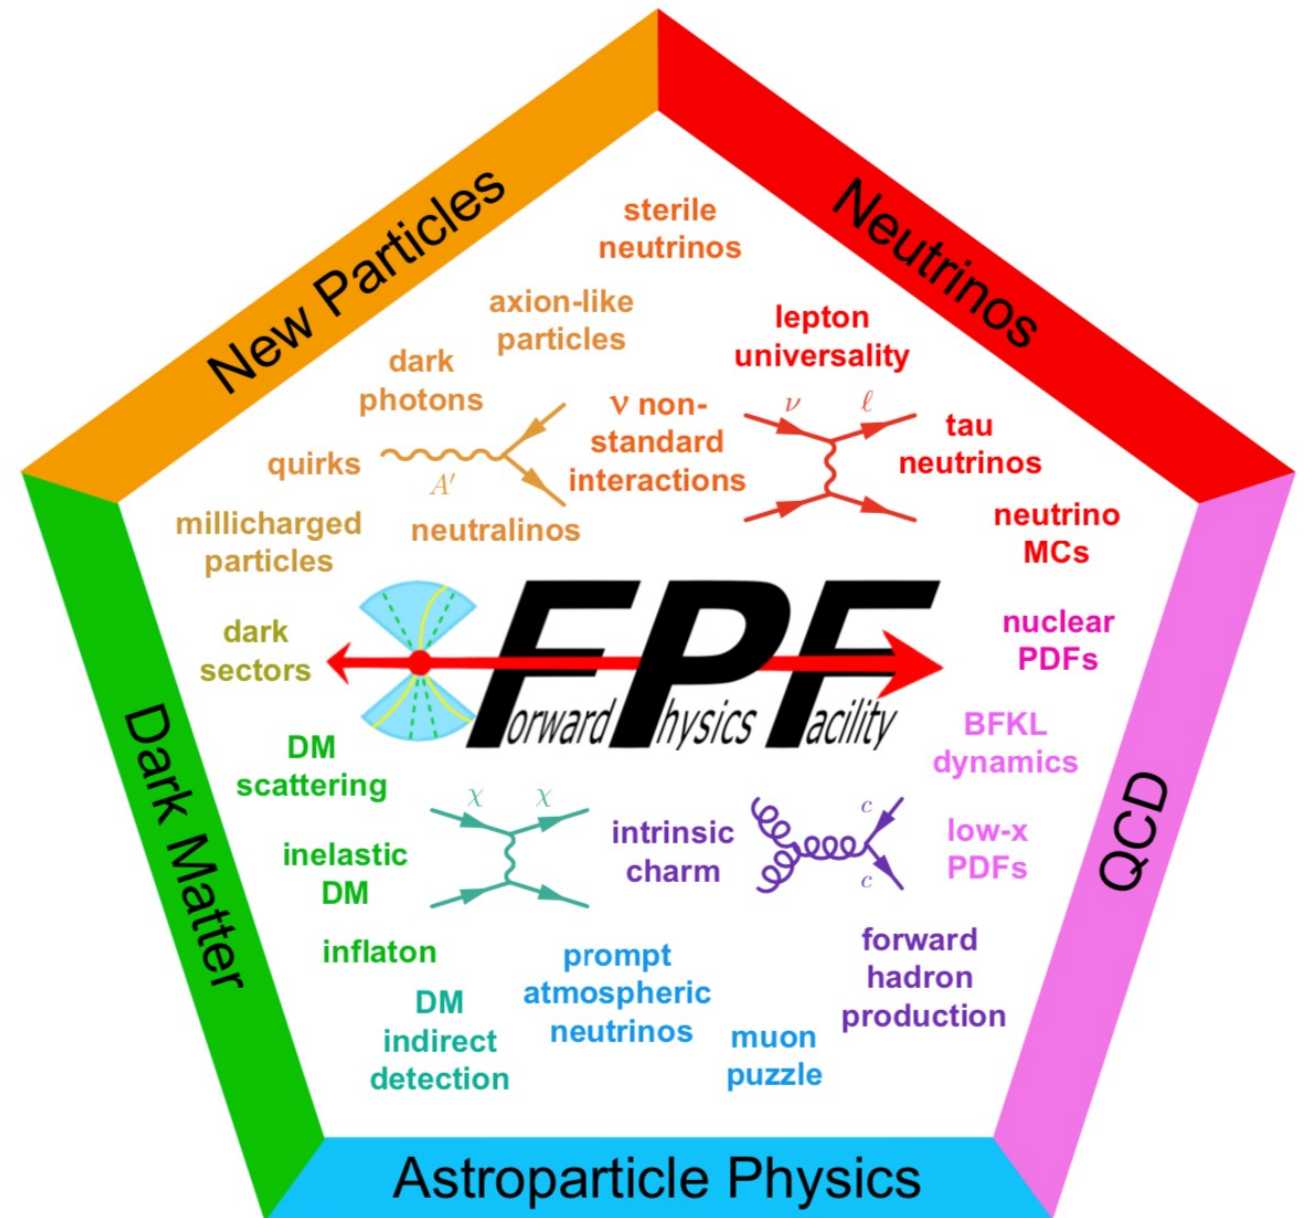 New Particles
Neutrinos
sterile
neutrinos
axion-like
particles
lepton
universality
dark
photons
ν non-
standard
interactions
ν
ℓ
tau
neutrinos
quirks
A′
neutralinos
millicharged
particles
neutrino
MCs
dark
sectors
Forward Physics Facility
nuclear
PDFs
Dark Matter
DM
scattering
BFKL
dynamics
QCD
χ
χ
intrinsic
charm
c
c
low-x
PDFs
inelastic
DM
inflaton
prompt
atmospheric
neutrinos
forward
hadron
production
DM
indirect
detection
muon
puzzle
Astroparticle Physics